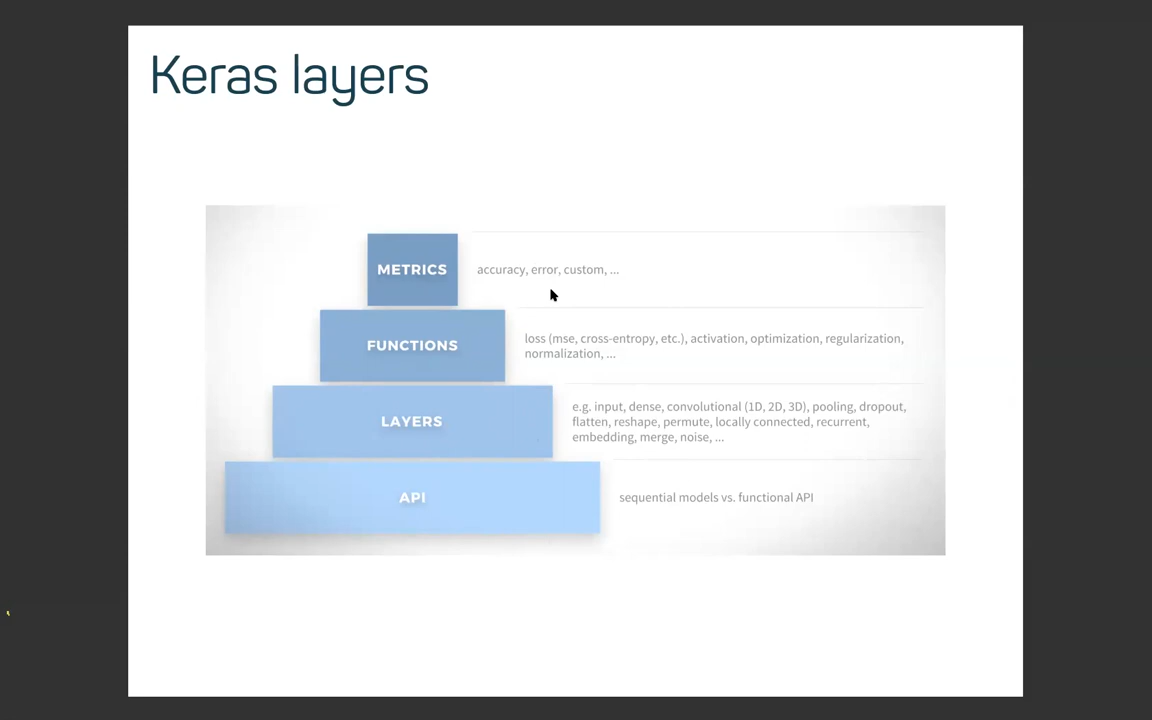 Keras layers
METRICS
accuracy, error, custom, ...
FUNCTIONS
loss (mse, cross-entropy, etc.), activation, optimization, regularization,
normalization, ...
LAYERS
e.g. input, dense, convolutional (1D, 2D, 3D), pooling, dropout,
flatten, reshape, permute, locally connected, recurrent,
embedding, merge, noise, ...
API
sequential models vs. functional API